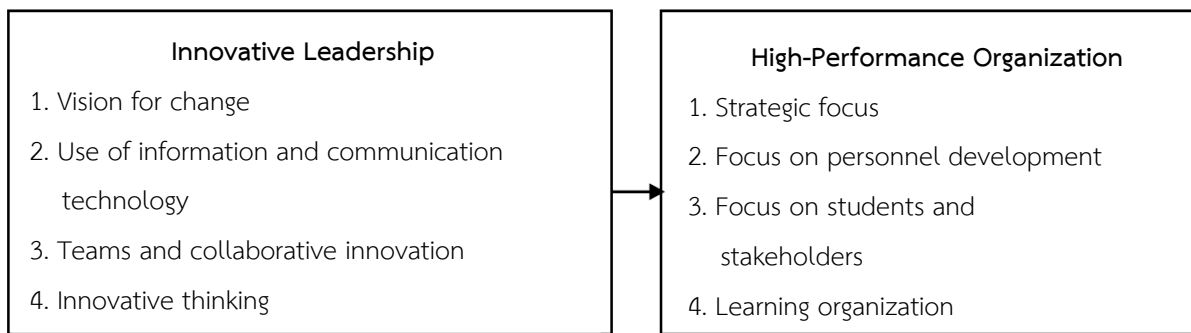 Innovative Leadership
1. Vision for change
2. Use of information and communication
technology
3. Teams and collaborative innovation
4. Innovative thinking
High-Performance Organization
1. Strategic focus
2. Focus on personnel development
3. Focus on students and
stakeholders
4. Learning organization